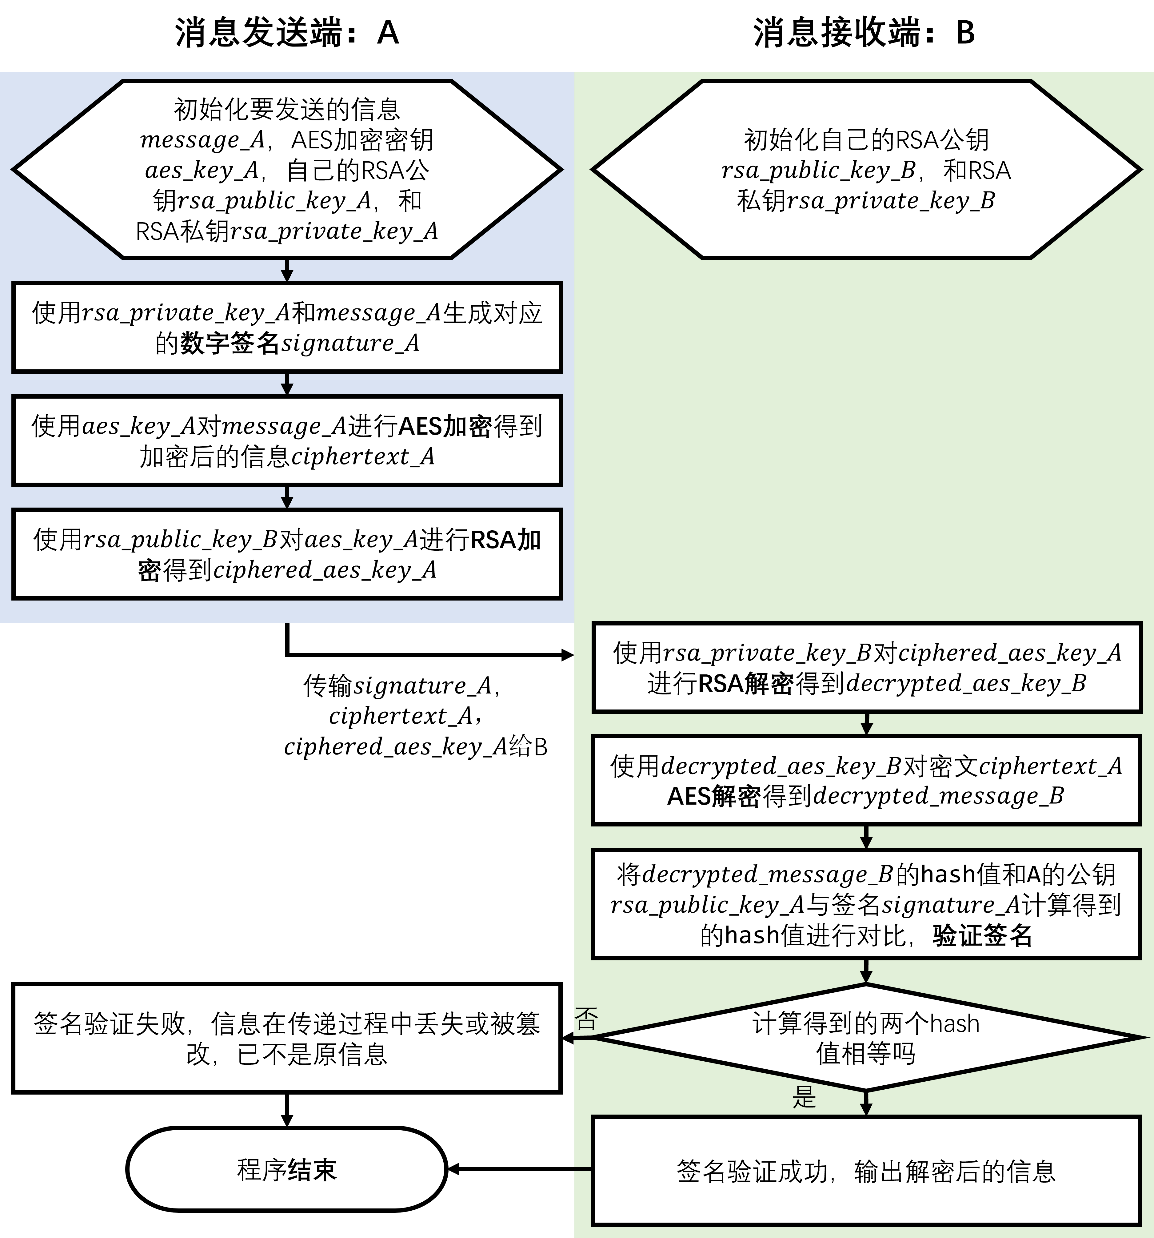 消息发送端：A
消息接收端：B
初始化要发送的信息
message_A，AES加密密钥
aes_key_A，自己的RSA公
钥rsa_public_key_A，和
RSA私钥rsa_private_key_A
初始化自己的RSA公钥
rsa_public_key_B，和RSA
私钥rsa_private_key_B
使用rsa_private_key_A和message_A生成对应
的数字签名signature_A
使用aes_key_A对message_A进行AES加密得到
加密后的信息ciphertext_A
使用rsa_public_key_B对aes_key_A进行RSA加
密得到ciphered_aes_key_A
传输signature_A，
ciphertext_A，
ciphered_aes_key_A给B
使用rsa_private_key_B对ciphered_aes_key_A
进行RSA解密得到decrypted_aes_key_B
使用decrypted_aes_key_B对密文ciphertext_A
AES解密得到decrypted_message_B
将decrypted_message_B的hash值和A的公钥
rsa_public_key_A与签名signature_A计算得到
的hash值进行对比，验证签名
计算得到的两个hash
值相等吗
否
是
签名验证失败，信息在传递过程中丢失或被篡
改，已不是原信息
签名验证成功，输出解密后的信息
程序结束